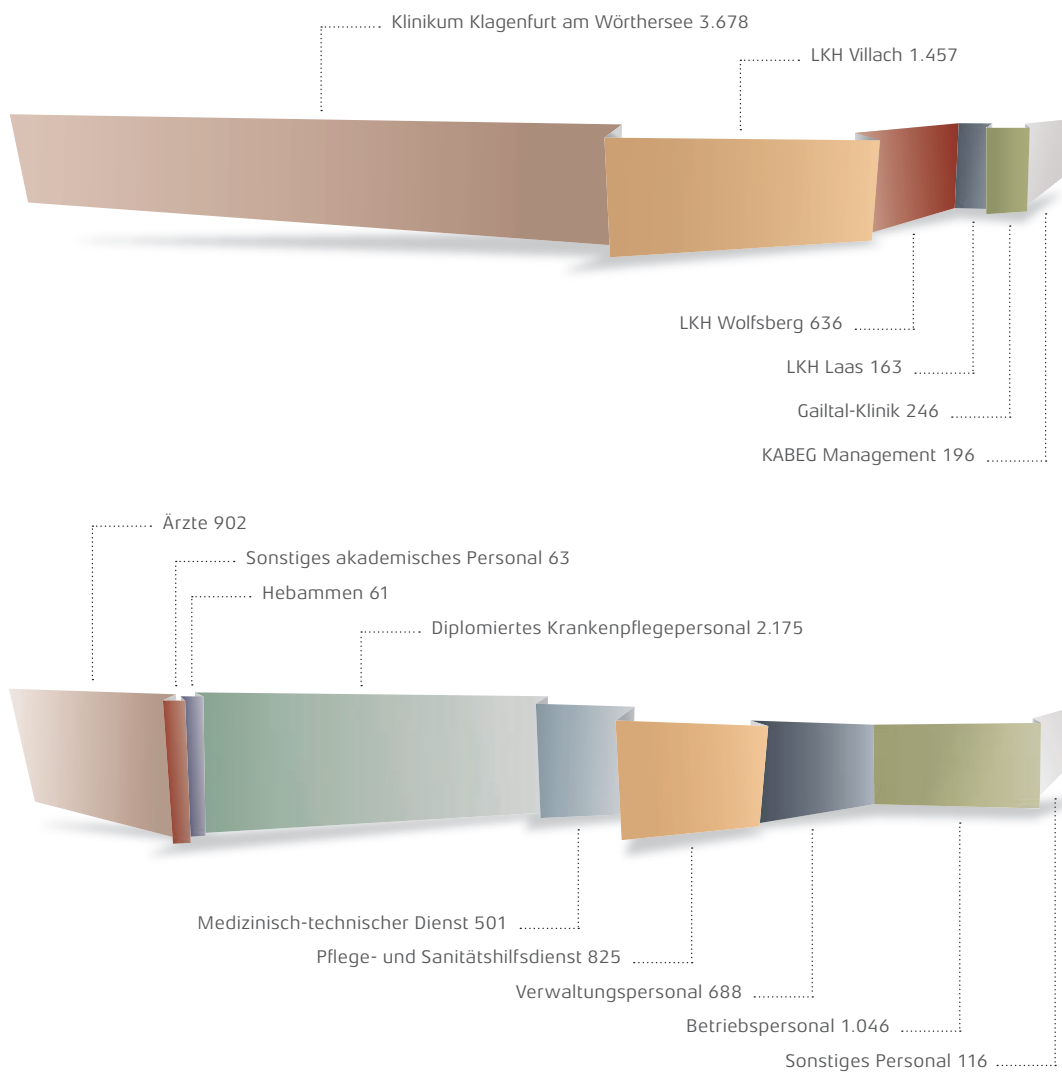 Klinikum Klagenfurt am Wörthersee 3.678
LKH Villach 1.457
LKH Wolfsberg 636
LKH Laas 163
Gailtal-Klinik 246
KABEG Management 196
Ärzte 902
Sonstiges akademisches Personal 63
Hebammen 61
Diplomiertes Krankenpflegepersonal 2.175
Medizinisch-technischer Dienst 501
Pflege- und Sanitätshilfsdienst 825
Verwaltungspersonal 688
Betriebspersonal 1.046
Sonstiges Personal 116